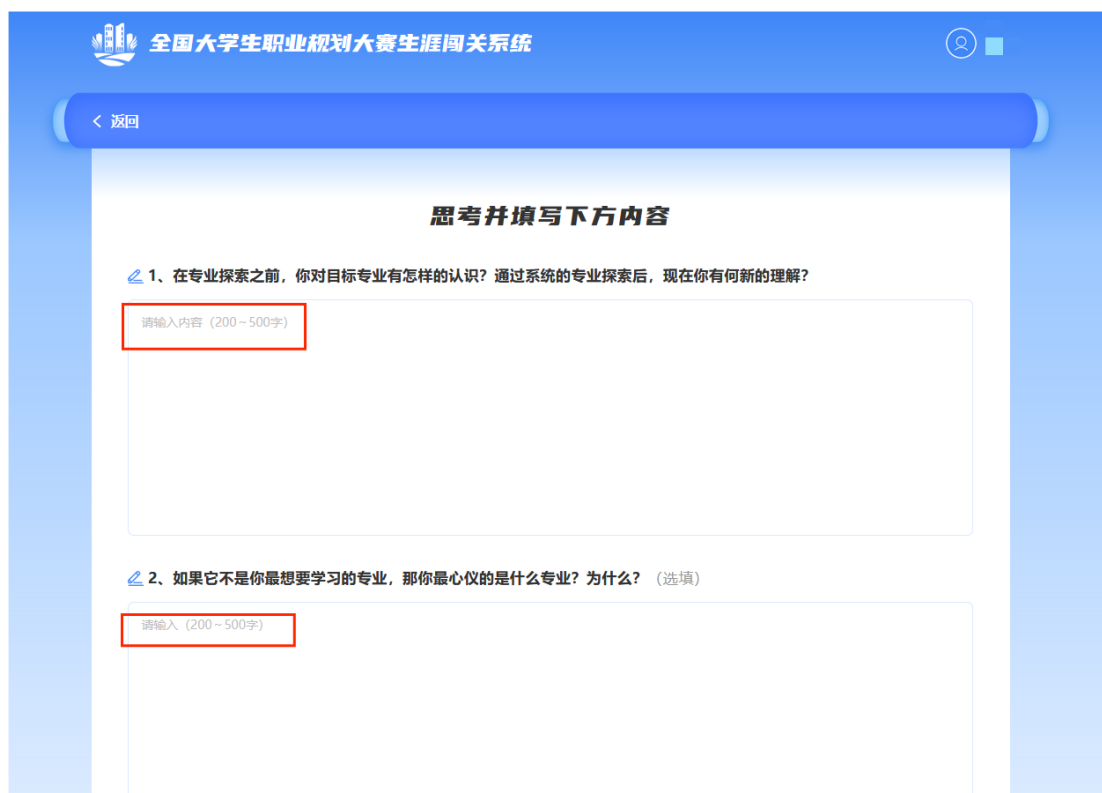 全国大学生职业规划大赛生涯闯关系统
返回
思考并填写下方内容
1、在专业探索之前，你对目标专业有怎样的认识？通过系统的专业探索后，现在你有何新的理解？
请输入内容（200~500字）
2、如果它不是你最想要学习的专业，那你最心仪的是什么专业？为什么？（选填）
请输入（200~500字）